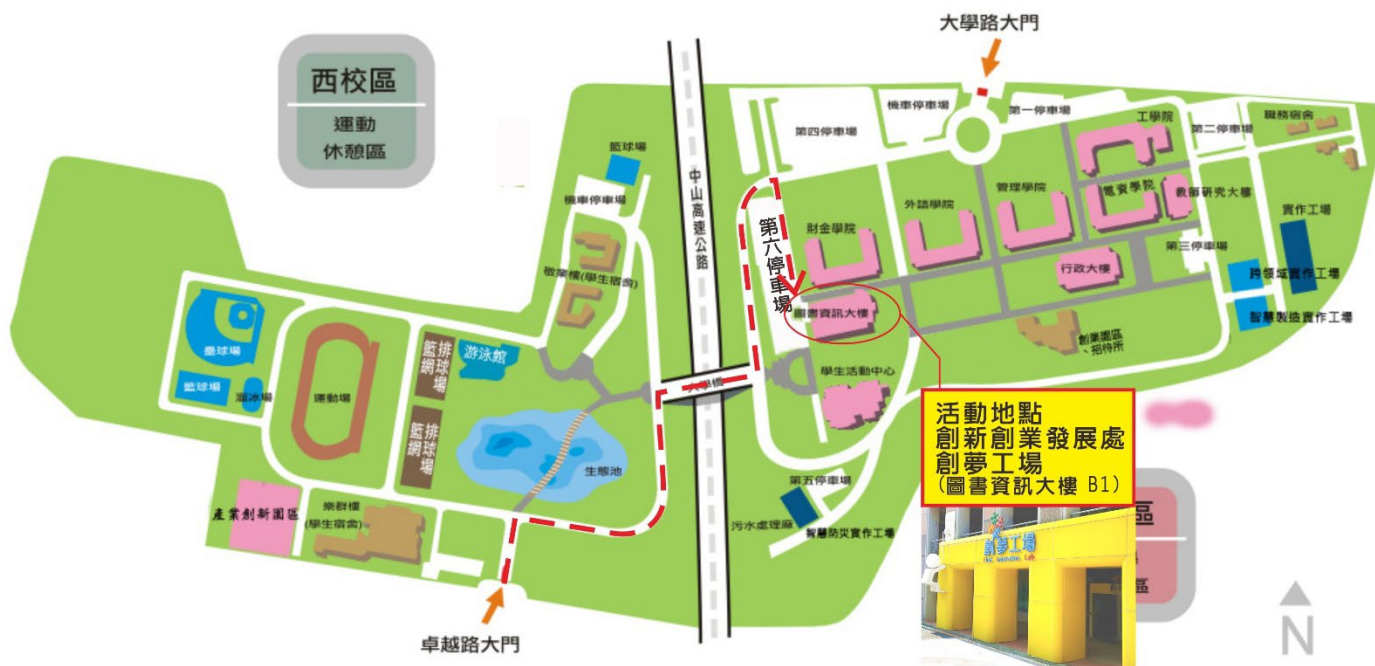 大學路大門
西校區
運動
休憩區
籃球場
機車停車場
敬業樓(學生宿舍)
中山高速公路
第四停車場
機車停車場
第一停車場
工學院
第二停車場
職務宿舍
管理學院
電資學院
教師研究大樓
外語學院
財金學院
第六停車場
實作工場
第三停車場
行政大樓
跨領域實作工場
智慧製造實作工場
圖書資訊大樓
創業園區
、招待所
壘球場
籃球場
溜冰場
運動場
排球場
籃網
游泳館
大學橋
學生活動中心
排球場
籃網
生態池
活動地點
創新創業發展處
創夢工場
(圖書資訊大樓 B1)
第五停車場
污水處理廠
智慧防災實作工場
產業創新園區
樂群樓
(學生宿舍)
創夢工場
區
區
卓越路大門
N